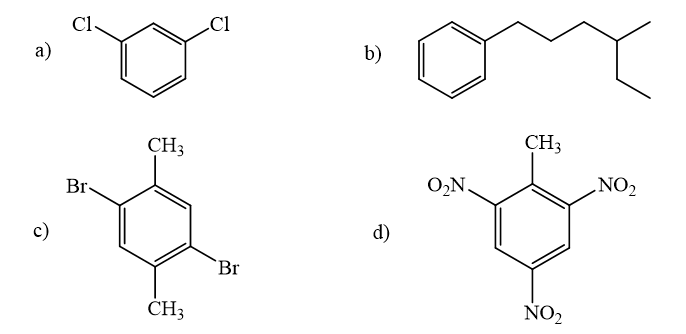 a) Cl Cl
b)
c) CH₃ Br Br CH₃
d) CH₃ O₂N NO₂ NO₂